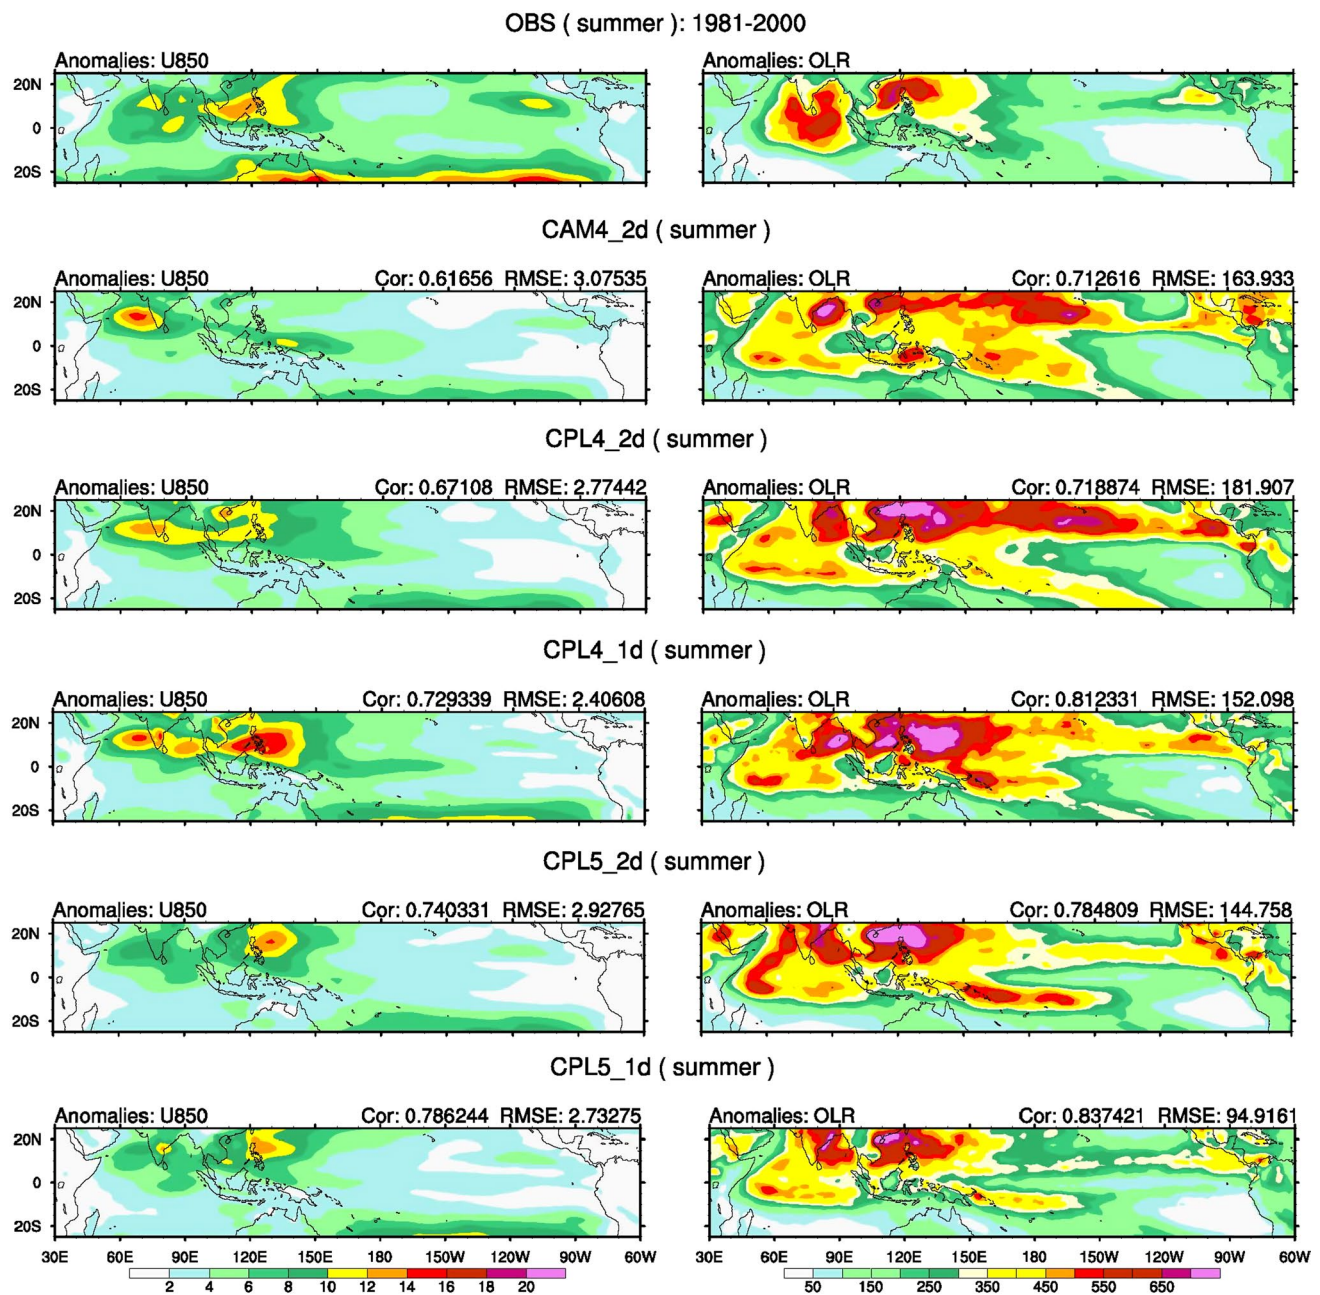 OBS ( summer ): 1981-2000
Anomalies: U850 Anomalies: OLR
20N
0
20S
CAM4_2d ( summer )
Anomalies: U850 Cor: 0.61656 RMSE: 3.07535 Anomalies: OLR Cor: 0.712616 RMSE: 163.933
20N
0
20S
CPL4_2d ( summer )
Anomalies: U850 Cor: 0.67108 RMSE: 2.77442 Anomalies: OLR Cor: 0.718874 RMSE: 181.907
20N
0
20S
CPL4_1d ( summer )
Anomalies: U850 Cor: 0.729339 RMSE: 2.40608 Anomalies: OLR Cor: 0.812331 RMSE: 152.098
20N
0
20S
CPL5_2d ( summer )
Anomalies: U850 Cor: 0.740331 RMSE: 2.92765 Anomalies: OLR Cor: 0.784809 RMSE: 144.758
20N
0
20S
CPL5_1d ( summer )
Anomalies: U850 Cor: 0.786244 RMSE: 2.73275 Anomalies: OLR Cor: 0.837421 RMSE: 94.9161
20N
0
20S
30E 60E 90E 120E 150E 180W 150W 120W 90W 60W 30E 60E 90E 120E 150E 180W 150W 120W 90W 60W
2 4 6 8 10 12 14 16 18 20 50 150 250 350 450 550 650